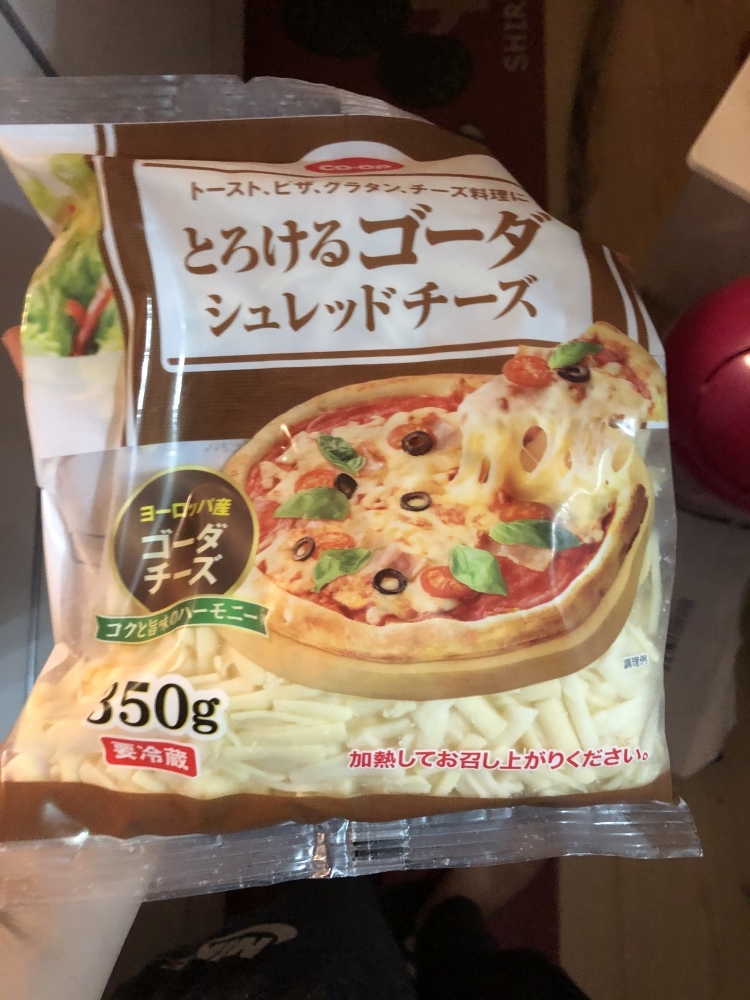 CO-OP
トースト、ピザ、グラタン、チーズ料理に
とろけるゴーダ
シュレッドチーズ
ヨーロッパ産
ゴーダ
チーズ
コクと旨味のハーモニー
350g
要冷蔵
調理例
加熱してお召し上がりください。
SHIR